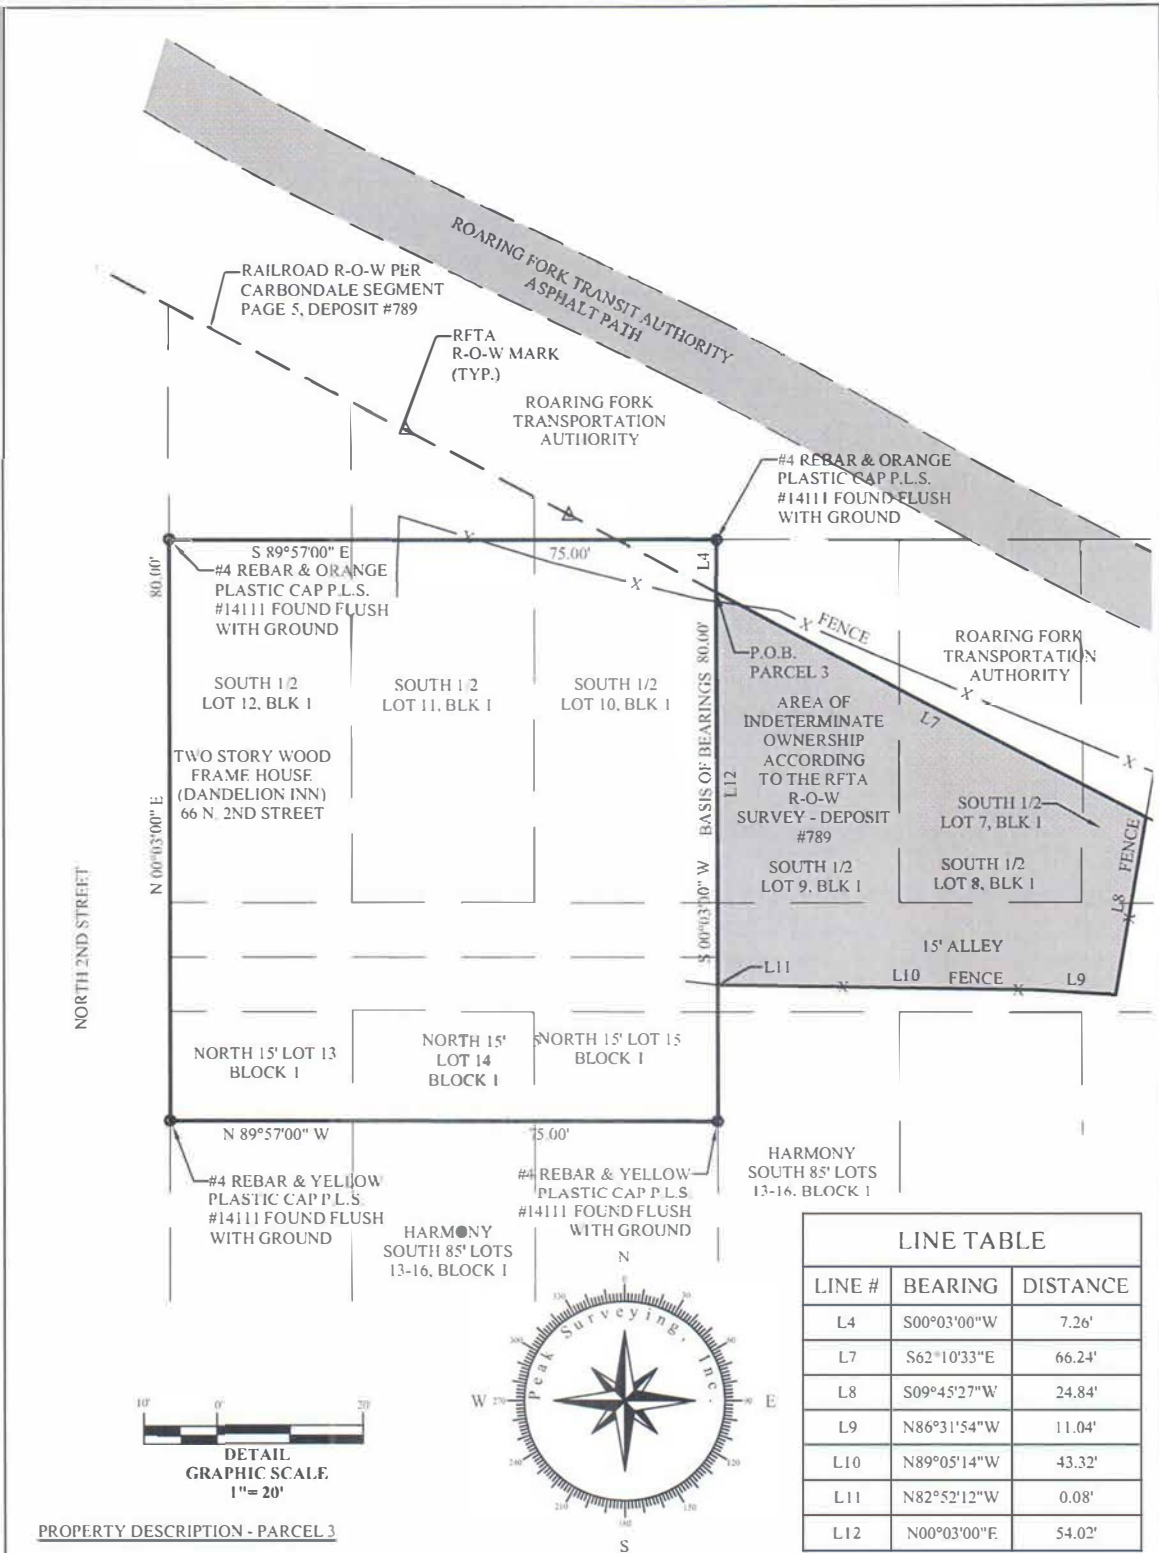 ROARING FORK TRANSIT AUTHORITY
ASPHALT PATH
RAILROAD R-O-W PER
CARBONDALE SEGMENT
PAGE 5, DEPOSIT #789
RFTA
R-O-W MARK
(TYP.)
ROARING FORK
TRANSPORTATION
AUTHORITY
#4 REBAR & ORANGE
PLASTIC CAP P.L.S.
#14111 FOUND FLUSH
WITH GROUND
S 89°57'00" E
75.00'
L4
80.00'
#4 REBAR & ORANGE
PLASTIC CAP P.L.S.
#14111 FOUND FLUSH
WITH GROUND
X
X
X
FENCE
ROARING FORK
TRANSPORTATION
AUTHORITY
X
X
P.O.B.
PARCEL 3
SOUTH 1/2
LOT 12, BLK 1
SOUTH 1/2
LOT 11, BLK 1
SOUTH 1/2
LOT 10, BLK 1
BASIS OF BEARINGS 80.00'
S 00°03'00" W
L12
AREA OF
INDETERMINATE
OWNERSHIP
ACCORDING
TO THE RFTA
R-O-W
SURVEY - DEPOSIT
#789
L7
TWO STORY WOOD
FRAME HOUSE
(DANDELION INN)
66 N. 2ND STREET
N 00°03'00" E
NORTH 2ND STREET
SOUTH 1/2
LOT 7, BLK 1
SOUTH 1/2
LOT 9, BLK 1
SOUTH 1/2
LOT 8, BLK 1
L8
FENCE
X
15' ALLEY
L11
L10
FENCE
L9
X
X
NORTH 15' LOT 13
BLOCK 1
NORTH 15'
LOT 14
BLOCK 1
NORTH 15' LOT 15
BLOCK 1
N 89°57'00" W
75.00'
#4 REBAR & YELLOW
PLASTIC CAP P.L.S.
#14111 FOUND FLUSH
WITH GROUND
#4 REBAR & YELLOW
PLASTIC CAP P.L.S.
#14111 FOUND FLUSH
WITH GROUND
HARMONY
SOUTH 85' LOTS
13-16, BLOCK 1
HARMONY
SOUTH 85' LOTS
13-16, BLOCK 1
N
Peak Surveying, Inc.
0
30
60
90
120
150
180
210
240
270
300
330
W
E
S
10'
0'
20'
DETAIL
GRAPHIC SCALE
1"= 20'
LINE TABLE
LINE # BEARING DISTANCE
L4 S00°03'00"W 7.26'
L7 S62°10'33"E 66.24'
L8 S09°45'27"W 24.84'
L9 N86°31'54"W 11.04'
L10 N89°05'14"W 43.32'
L11 N82°52'12"W 0.08'
L12 N00°03'00"E 54.02'
PROPERTY DESCRIPTION - PARCEL 3